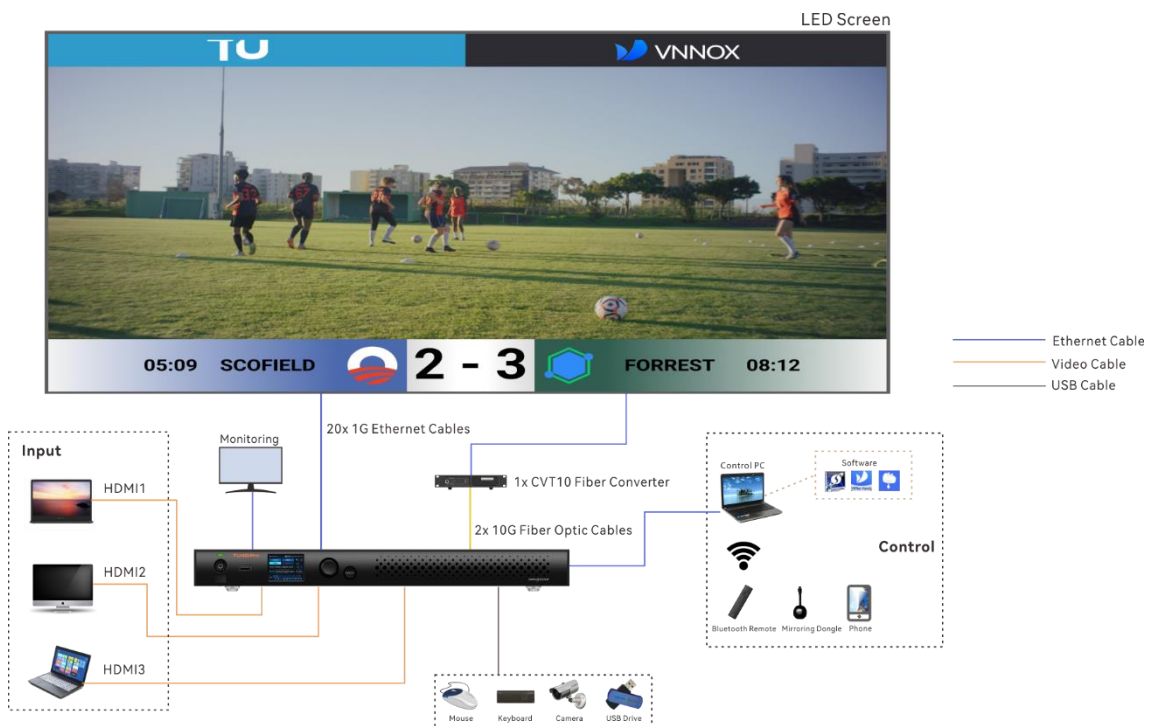 LED Screen
TU
VNNOX
05:09 SCOFIELD 2 - 3 FORREST 08:12
Ethernet Cable
Video Cable
USB Cable
20x 1G Ethernet Cables
Input
Monitoring
HDMI1
1x CVT10 Fiber Converter
2x 10G Fiber Optic Cables
HDMI2
HDMI3
Control PC
Software
Control
Bluetooth Remote
Mirroring Dongle
Phone
Mouse
Keyboard
Camera
USB Drive